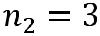 n₂ = 3